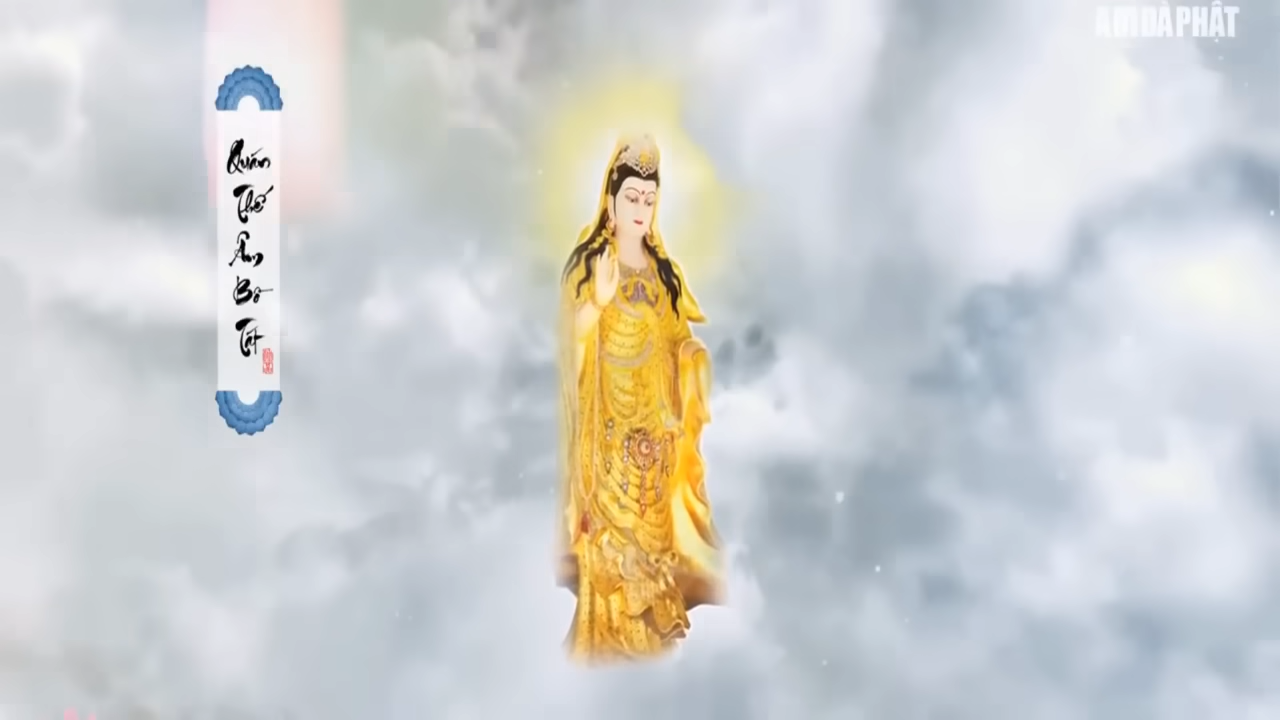 Quán
Thế
Âm
Bồ
Tát
A DI ĐÀ PHẬT